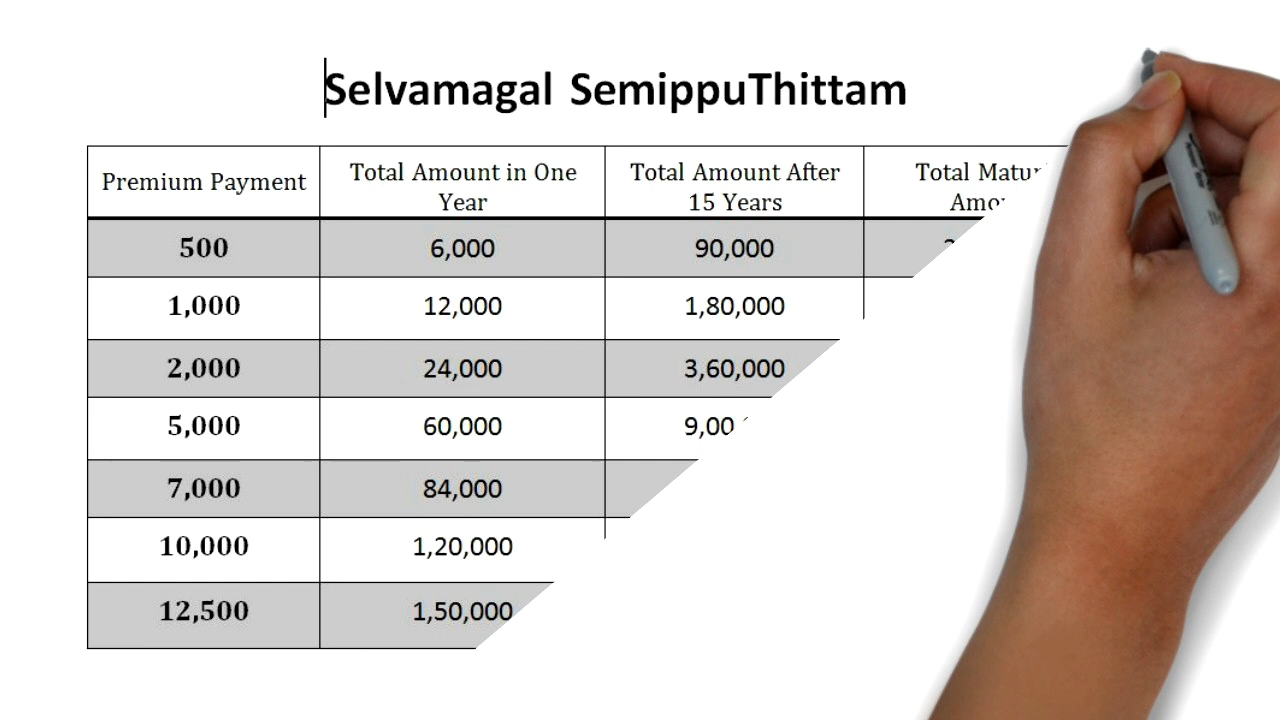 Selvamagal SemippuThittam
Premium Payment
Total Amount in One
Year
Total Amount After
15 Years
Total
500 6,000 90,000
1,000 12,000 1,80,000
2,000 24,000 3,60,000
5,000 60,000
7,000 84,000
10,000 1,20,000
12,500 1,50,000